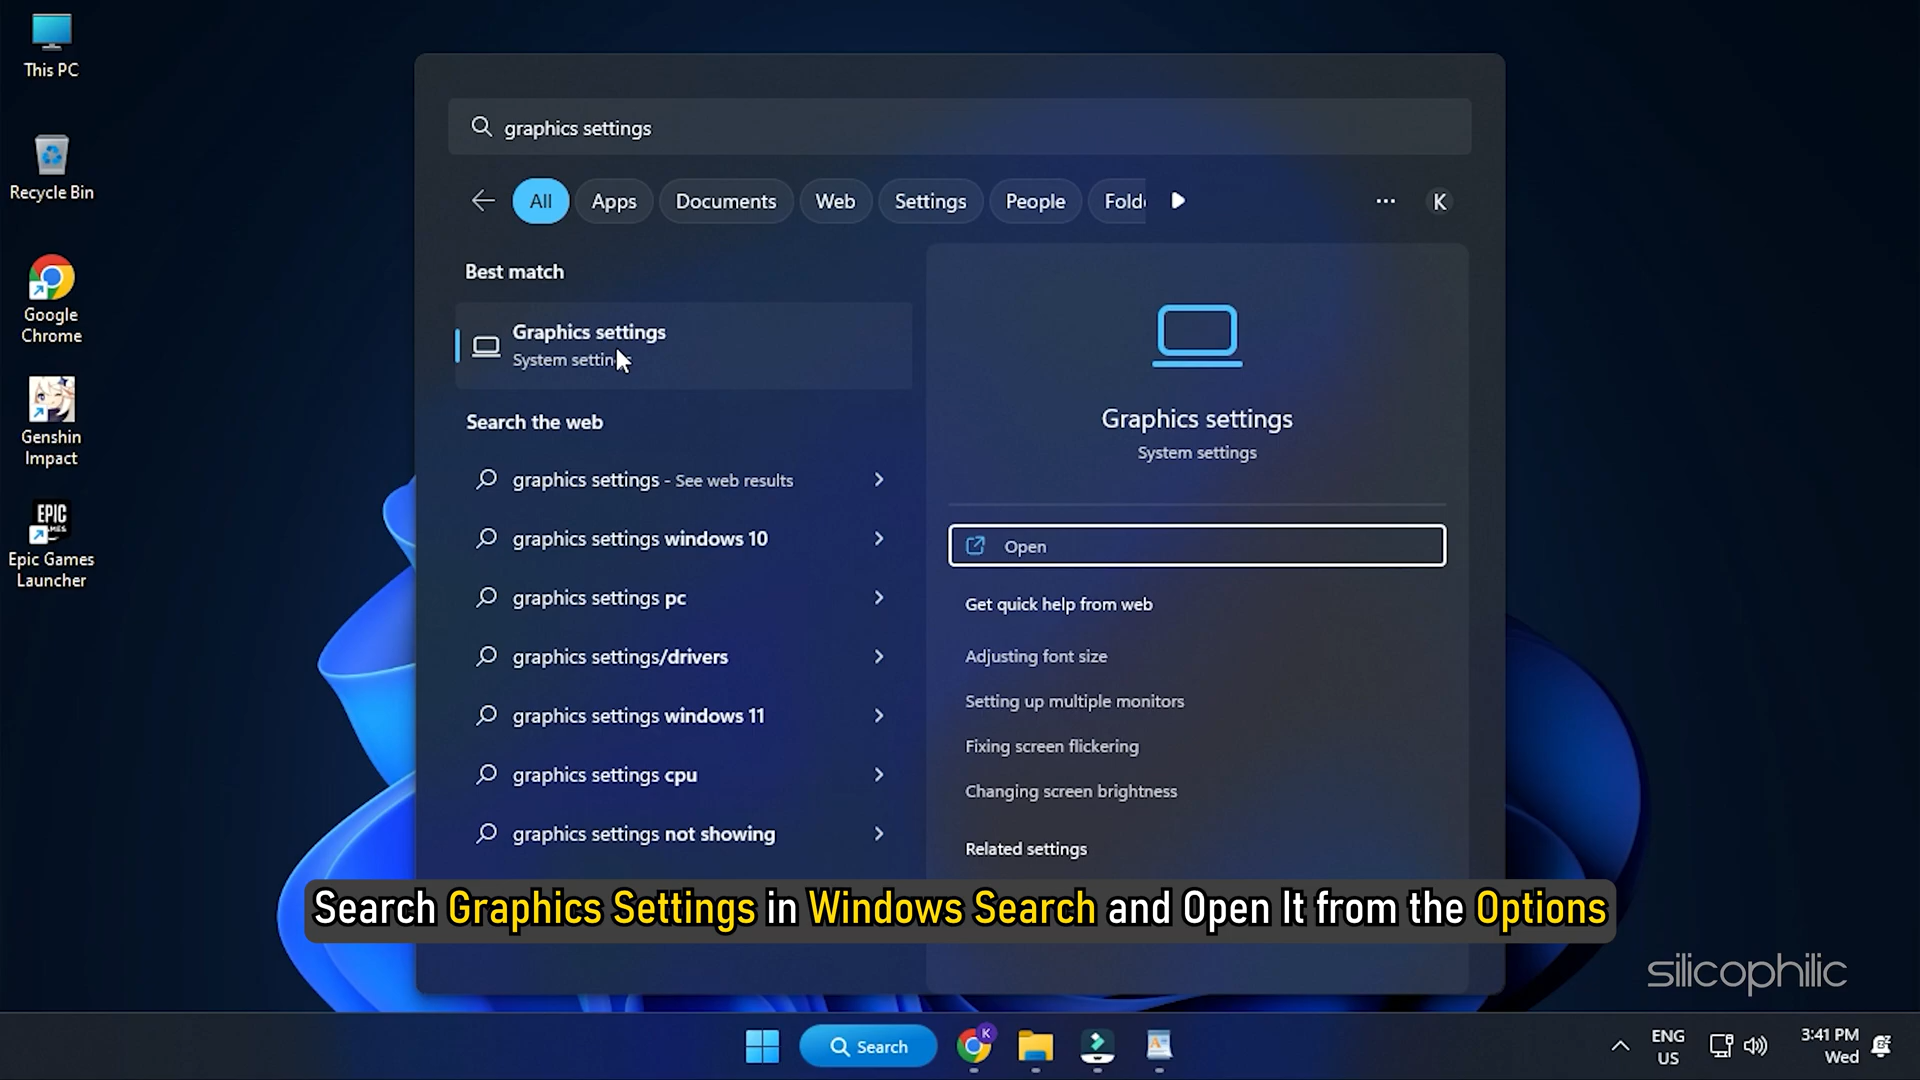 This PC
Recycle Bin
Google
Chrome
Genshin
Impact
EPIC
GAMES
Epic Games
Launcher
graphics settings
All
Apps
Documents
Web
Settings
People
Fold
K
Best match
Graphics settings
System settings
Search the web
graphics settings - See web results
graphics settings windows 10
graphics settings pc
graphics settings/drivers
graphics settings windows 11
graphics settings cpu
graphics settings not showing
Graphics settings
System settings
Open
Get quick help from web
Adjusting font size
Setting up multiple monitors
Fixing screen flickering
Changing screen brightness
Related settings
Search Graphics Settings in Windows Search and Open It from the Options
silicophilic
Search
K
ENG
US
3:41 PM
Wed